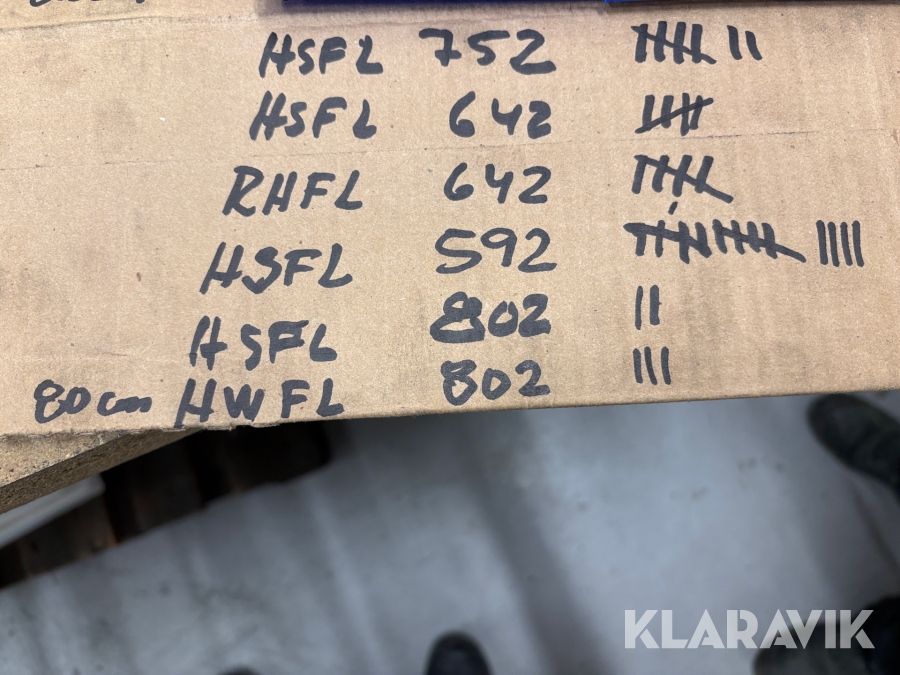 HSFL 752 |||| ||
HSFL 642 ||||
RHFL 642 ||||
HSFL 592 |||| |||| ||||
HSFL 802 ||
80cm HWFL 802 |||
KLARAVIK